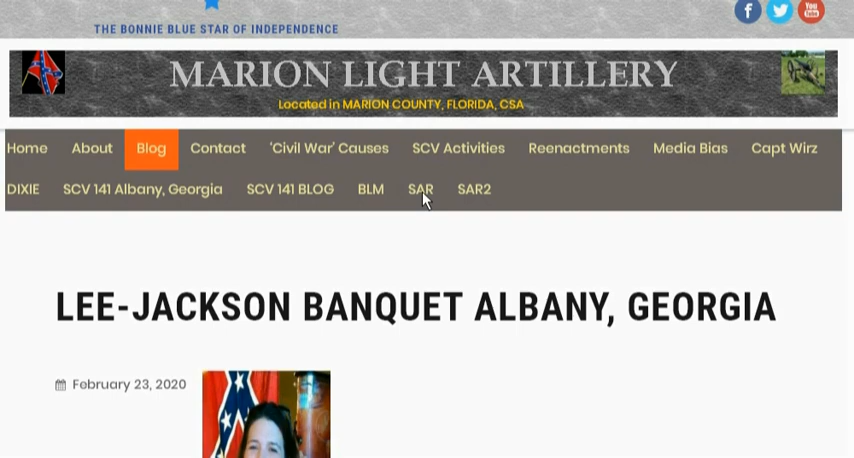 THE BONNIE BLUE STAR OF INDEPENDENCE
f You Tube
MARION LIGHT ARTILLERY
Located in MARION COUNTY, FLORIDA, CSA
Home About Blog Contact 'Civil War' Causes SCV Activities Reenactments Media Bias Capt Wirz
DIXIE SCV 141 Albany, Georgia SCV 141 BLOG BLM SAR SAR2
LEE-JACKSON BANQUET ALBANY, GEORGIA
February 23, 2020